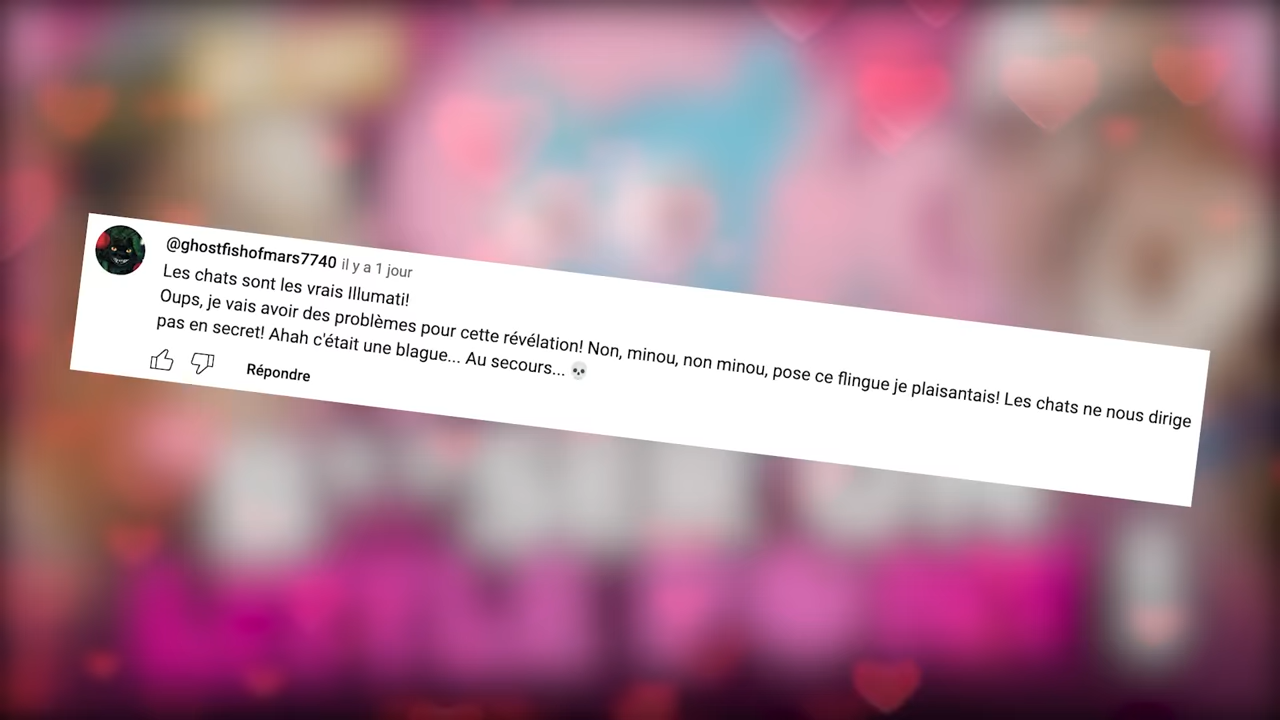 @ghostfishofmars7740 il y a 1 jour
Les chats sont les vrais Illumati!
Oups, je vais avoir des problèmes pour cette révélation! Non, minou, non minou, pose ce flingue je plaisantais! Les chats ne nous dirige
pas en secret! Ahah c'était une blague... Au secours... 💀
Répondre